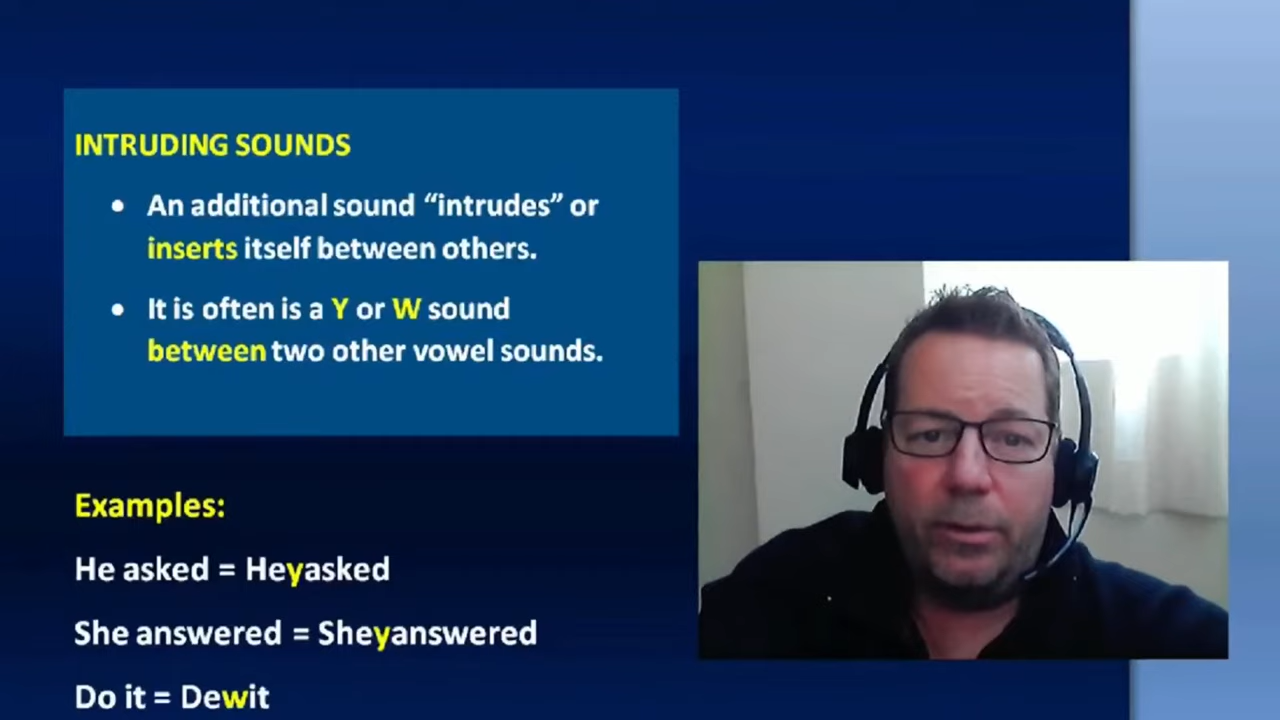 INTRUDING SOUNDS
• An additional sound “intrudes” or
inserts itself between others.
• It is often is a Y or W sound
between two other vowel sounds.
Examples:
He asked = Heyasked
She answered = Sheyanswered
Do it = Dewit